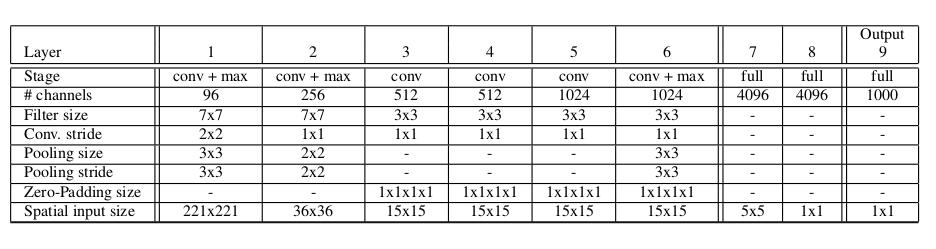 Output
Layer 1 2 3 4 5 6 7 8 9
Stage conv + max conv + max conv conv conv conv + max full full full
# channels 96 256 512 512 1024 1024 4096 4096 1000
Filter size 7x7 7x7 3x3 3x3 3x3 3x3 - - -
Conv. stride 2x2 1x1 1x1 1x1 1x1 1x1 - - -
Pooling size 3x3 2x2 - - - 3x3 - - -
Pooling stride 3x3 2x2 - - - 3x3 - - -
Zero-Padding size - - 1x1x1x1 1x1x1x1 1x1x1x1 1x1x1x1 - - -
Spatial input size 221x221 36x36 15x15 15x15 15x15 15x15 5x5 1x1 1x1